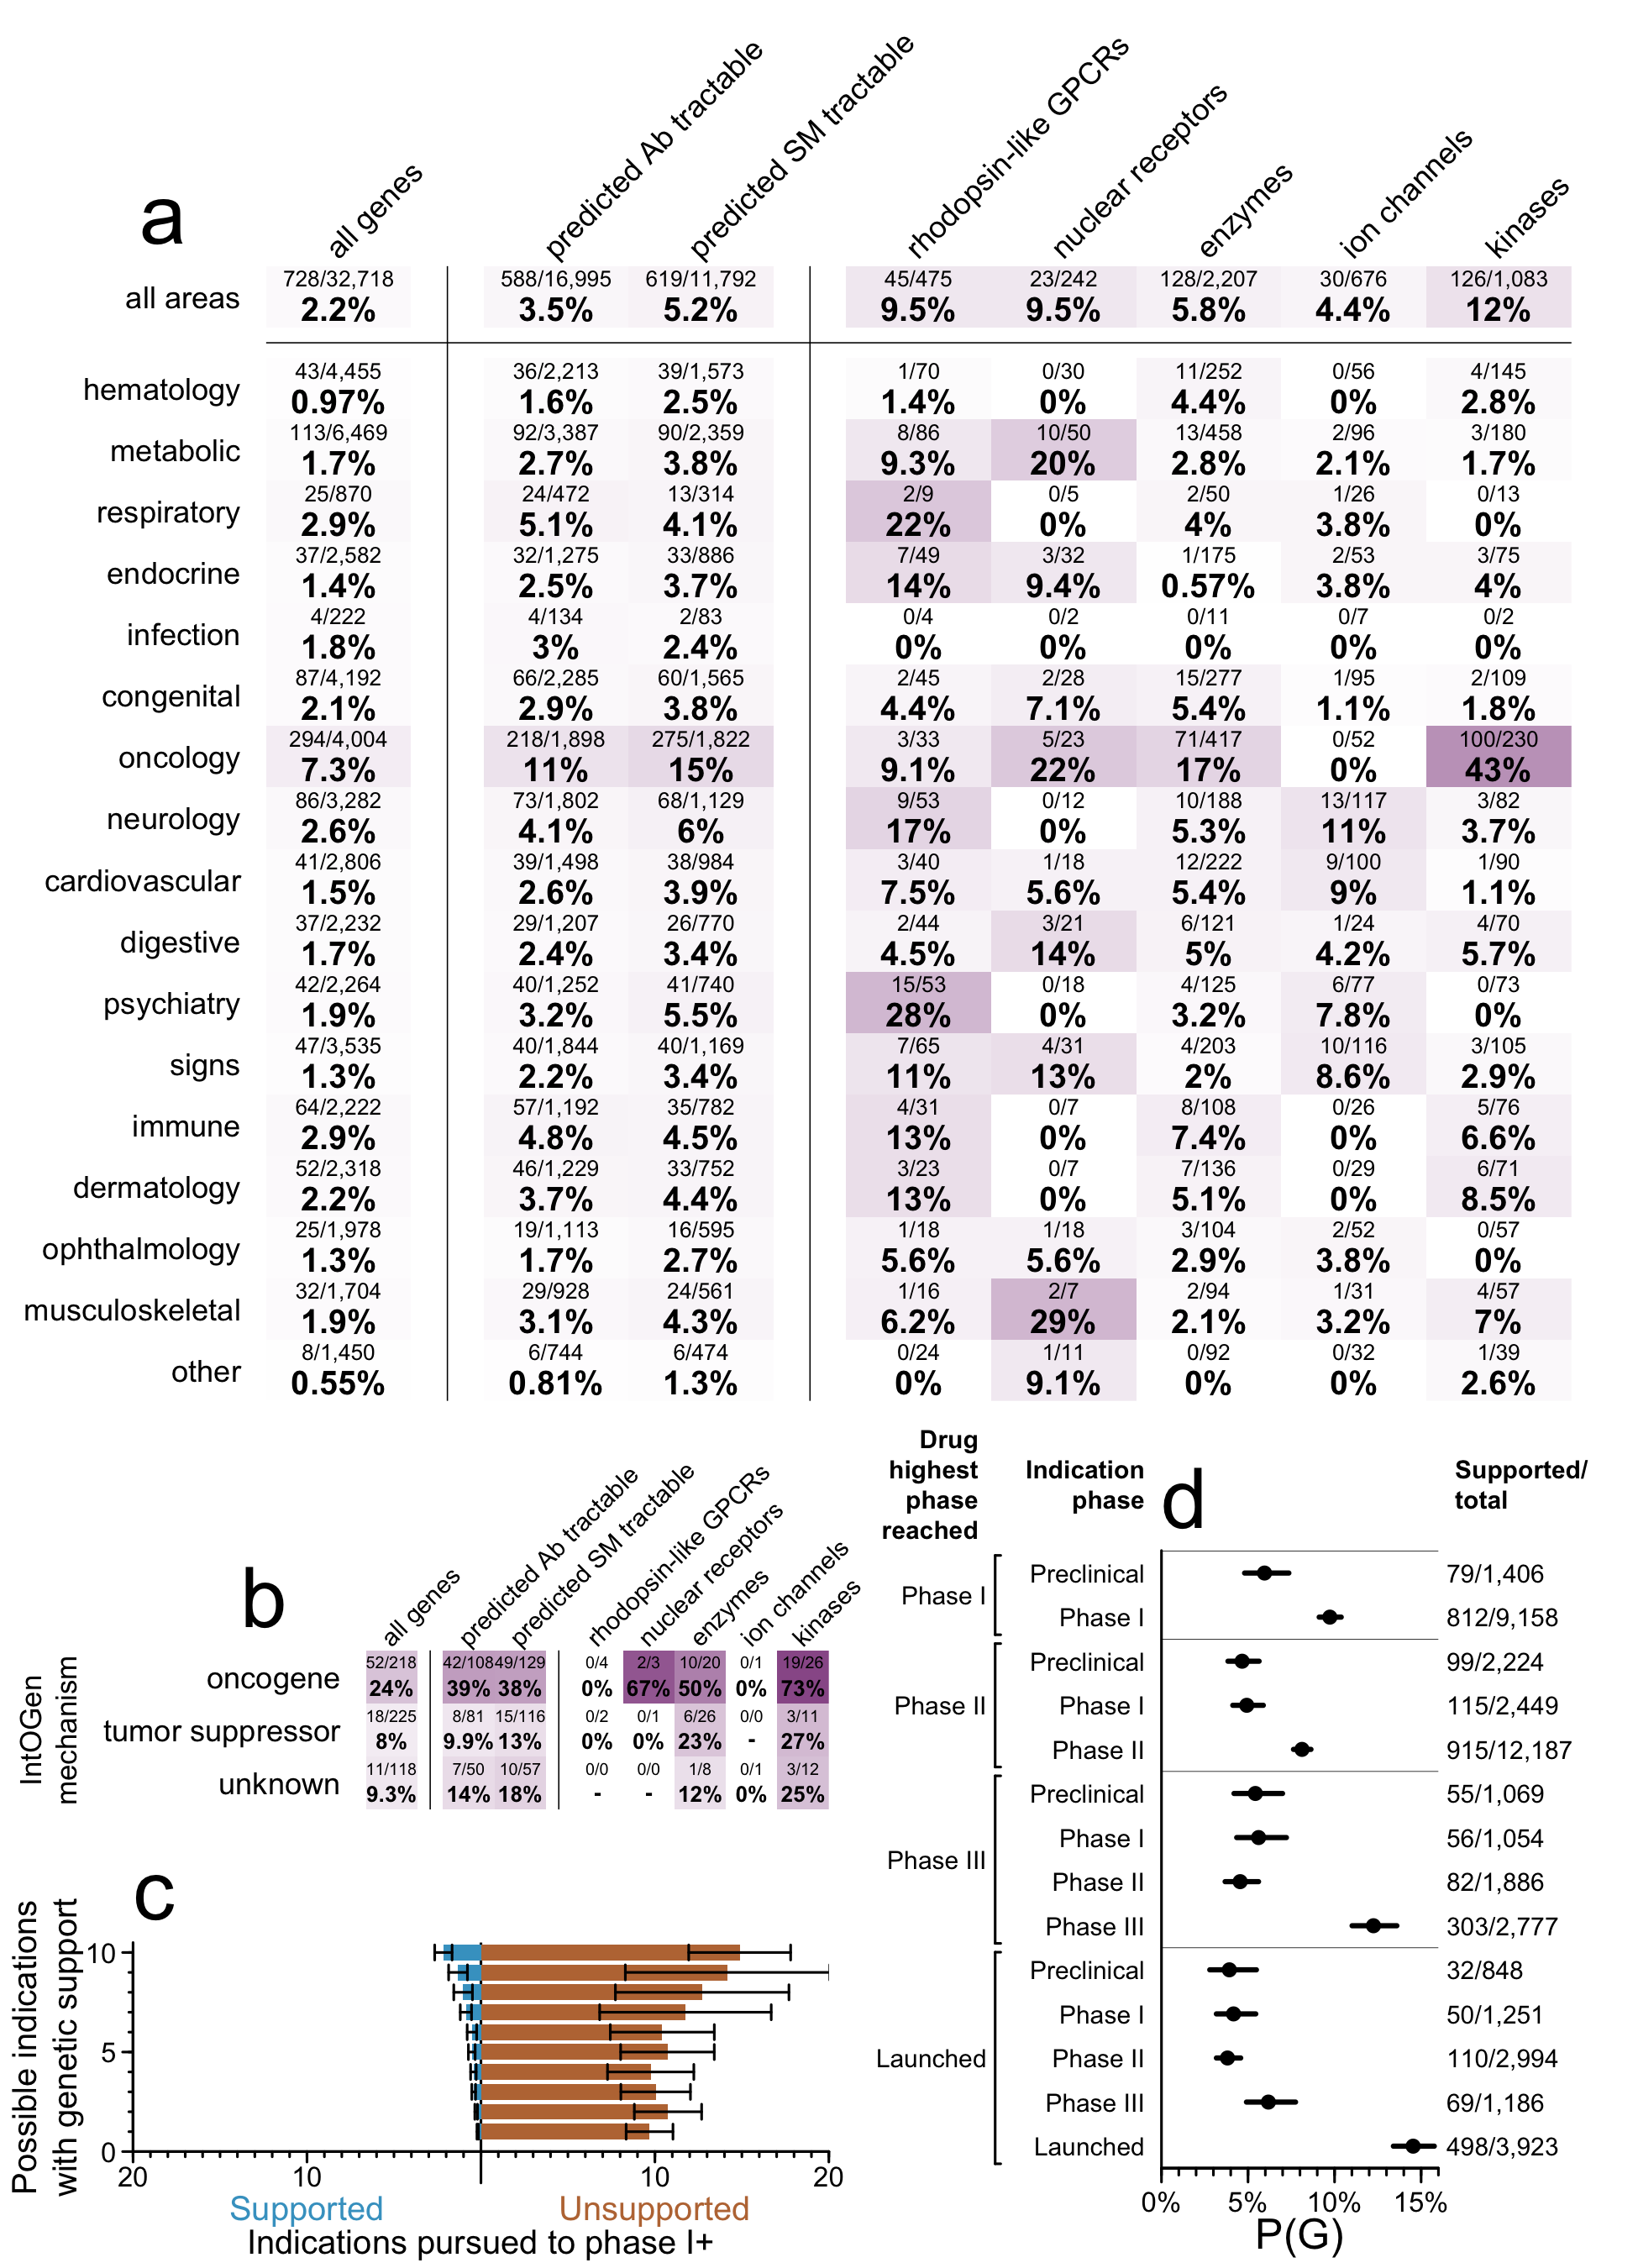 a
all genes
predicted Ab tractable
predicted SM tractable
rhodopsin-like GPCRs
nuclear receptors
enzymes
ion channels
kinases
728/32,718 588/16,995 619/11,792 45/475 23/242 128/2,207 30/676 126/1,083
all areas 2.2% 3.5% 5.2% 9.5% 9.5% 5.8% 4.4% 12%
43/4,455 36/2,213 39/1,573 1/70 0/30 11/252 0/56 4/145
hematology 0.97% 1.6% 2.5% 1.4% 0% 4.4% 0% 2.8%
113/6,469 92/3,387 90/2,359 8/86 10/50 13/458 2/96 3/180
metabolic 1.7% 2.7% 3.8% 9.3% 20% 2.8% 2.1% 1.7%
25/870 24/472 13/314 2/9 0/5 2/50 1/26 0/13
respiratory 2.9% 5.1% 4.1% 22% 0% 4% 3.8% 0%
37/2,582 32/1,275 33/886 7/49 3/32 1/175 2/53 3/75
endocrine 1.4% 2.5% 3.7% 14% 9.4% 0.57% 3.8% 4%
4/222 4/134 2/83 0/4 0/2 0/11 0/7 0/2
infection 1.8% 3% 2.4% 0% 0% 0% 0% 0%
87/4,192 66/2,285 60/1,565 2/45 2/28 15/277 1/95 2/109
congenital 2.1% 2.9% 3.8% 4.4% 7.1% 5.4% 1.1% 1.8%
294/4,004 218/1,898 275/1,822 3/33 5/23 71/417 0/52 100/230
oncology 7.3% 11% 15% 9.1% 22% 17% 0% 43%
86/3,282 73/1,802 68/1,129 9/53 0/12 10/188 13/117 3/82
neurology 2.6% 4.1% 6% 17% 0% 5.3% 11% 3.7%
41/2,806 39/1,498 38/984 3/40 1/18 12/222 9/100 1/90
cardiovascular 1.5% 2.6% 3.9% 7.5% 5.6% 5.4% 9% 1.1%
37/2,232 29/1,207 26/770 2/44 3/21 6/121 1/24 4/70
digestive 1.7% 2.4% 3.4% 4.5% 14% 5% 4.2% 5.7%
42/2,264 40/1,252 41/740 15/53 0/18 4/125 6/77 0/73
psychiatry 1.9% 3.2% 5.5% 28% 0% 3.2% 7.8% 0%
47/3,535 40/1,844 40/1,169 7/65 4/31 4/203 10/116 3/105
signs 1.3% 2.2% 3.4% 11% 13% 2% 8.6% 2.9%
64/2,222 57/1,192 35/782 4/31 0/7 8/108 0/26 5/76
immune 2.9% 4.8% 4.5% 13% 0% 7.4% 0% 6.6%
52/2,318 46/1,229 33/752 3/23 0/7 7/136 0/29 6/71
dermatology 2.2% 3.7% 4.4% 13% 0% 5.1% 0% 8.5%
25/1,978 19/1,113 16/595 1/18 1/18 3/104 2/52 0/57
ophthalmology 1.3% 1.7% 2.7% 5.6% 5.6% 2.9% 3.8% 0%
32/1,704 29/928 24/561 1/16 2/7 2/94 1/31 4/57
musculoskeletal 1.9% 3.1% 4.3% 6.2% 29% 2.1% 3.2% 7%
8/1,450 6/744 6/474 0/24 1/11 0/92 0/32 1/39
other 0.55% 0.81% 1.3% 0% 9.1% 0% 0% 2.6%
b
all genes
predicted Ab tractable
predicted SM tractable
rhodopsin-like GPCRs
nuclear receptors
enzymes
ion channels
kinases
IntOGen
mechanism
52/218 42/108 49/129 0/4 2/3 10/20 0/1 19/26
oncogene 24% 39% 38% 0% 67% 50% 0% 73%
18/225 8/81 15/116 0/2 0/1 6/26 0/0 3/11
tumor suppressor 8% 9.9% 13% 0% 0% 23% - 27%
11/118 7/50 10/57 0/0 0/0 1/8 0/1 3/12
unknown 9.3% 14% 18% - - 12% 0% 25%
c
Possible indications
with genetic support
10
5
0
20 10 10 20
Supported Unsupported
Indications pursued to phase I+
d
Drug
highest
phase
reached
Indication
phase
Supported/
total
Phase I
Preclinical 79/1,406
Phase I 812/9,158
Phase II
Preclinical 99/2,224
Phase I 115/2,449
Phase II 915/12,187
Phase III
Preclinical 55/1,069
Phase I 56/1,054
Phase II 82/1,886
Phase III 303/2,777
Launched
Preclinical 32/848
Phase I 50/1,251
Phase II 110/2,994
Phase III 69/1,186
Launched 498/3,923
0% 5% 10% 15%
P(G)